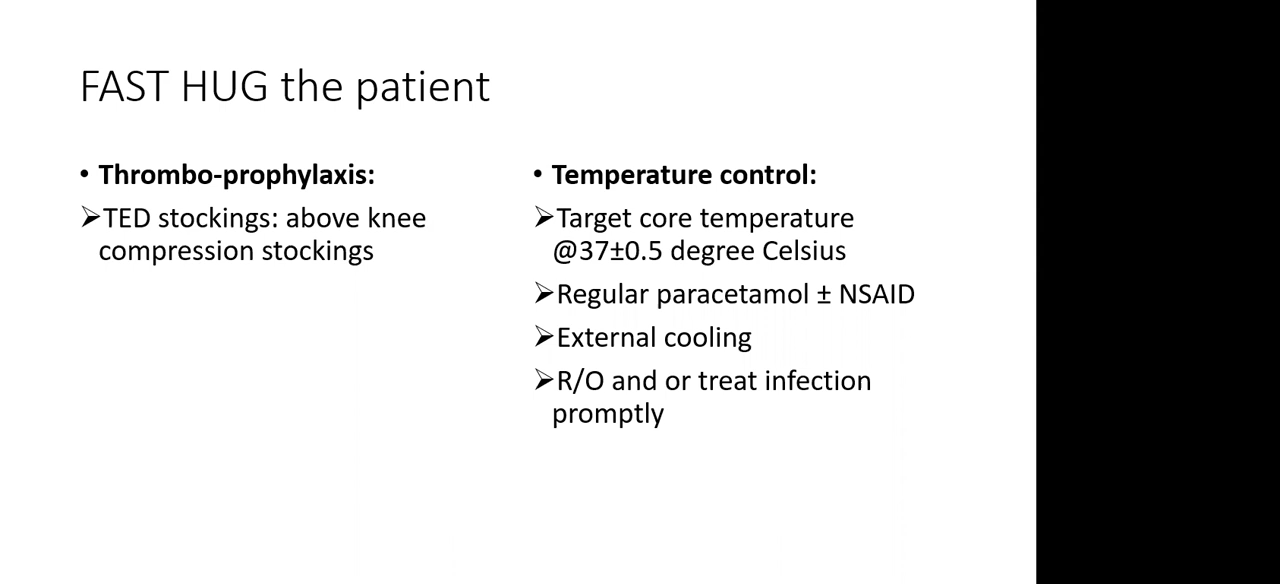 FAST HUG the patient
• Thrombo-prophylaxis:
➢TED stockings: above knee
compression stockings
• Temperature control:
➢Target core temperature
@37±0.5 degree Celsius
➢Regular paracetamol ± NSAID
➢External cooling
➢R/O and or treat infection
promptly